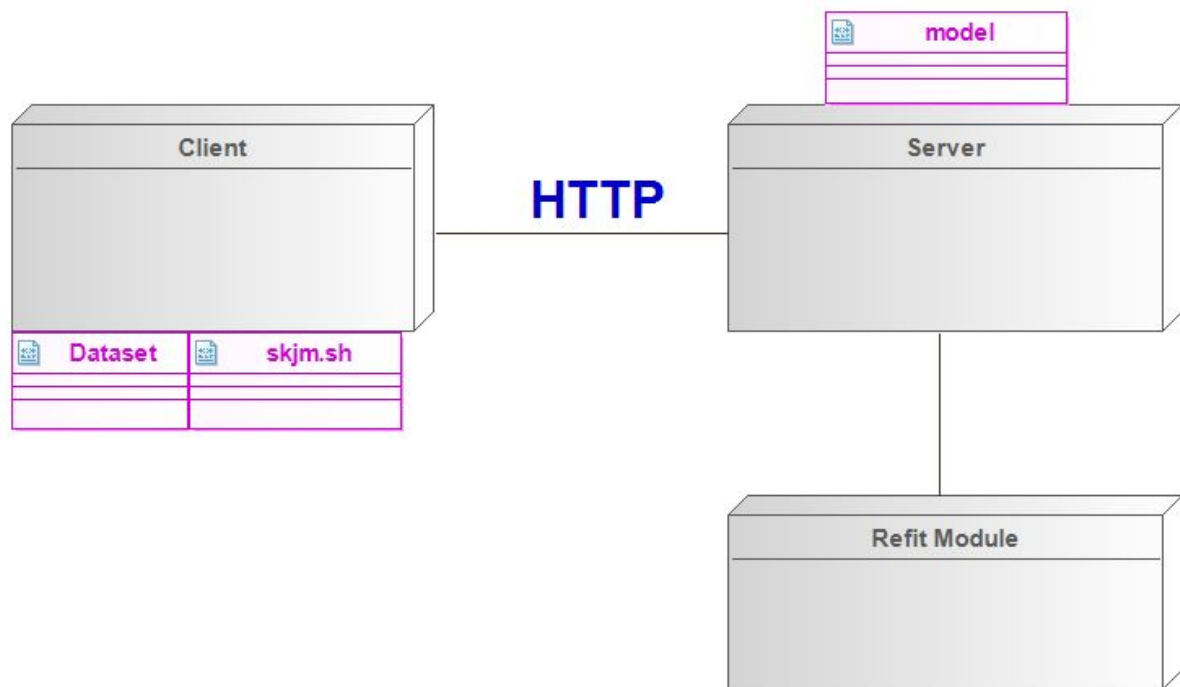 model
Client
Server
HTTP
Dataset
skjm.sh
Refit Module